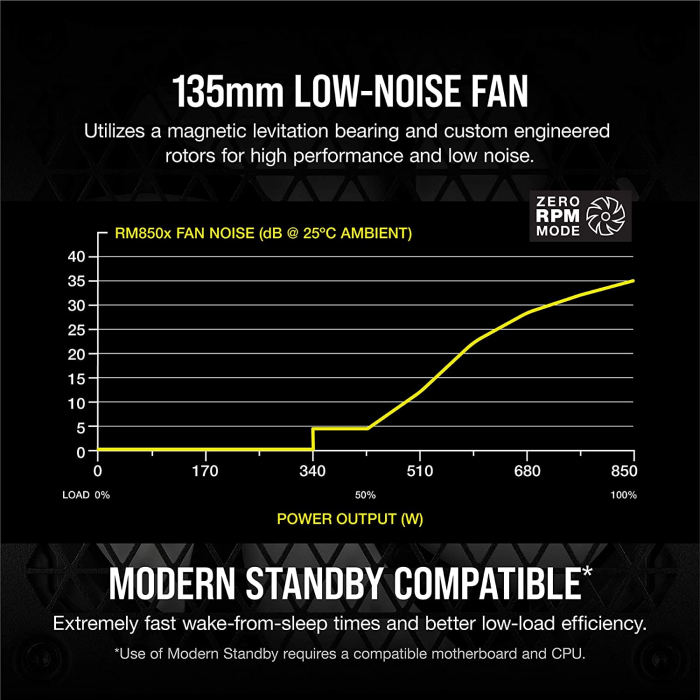 135mm LOW-NOISE FAN
Utilizes a magnetic levitation bearing and custom engineered
rotors for high performance and low noise.
ZERO
RPM
MODE
RM850x FAN NOISE (dB @ 25ºC AMBIENT)
40
35
30
25
20
15
10
5
0
0 170 340 510 680 850
LOAD 0% 50% 100%
POWER OUTPUT (W)
MODERN STANDBY COMPATIBLE*
Extremely fast wake-from-sleep times and better low-load efficiency.
*Use of Modern Standby requires a compatible motherboard and CPU.